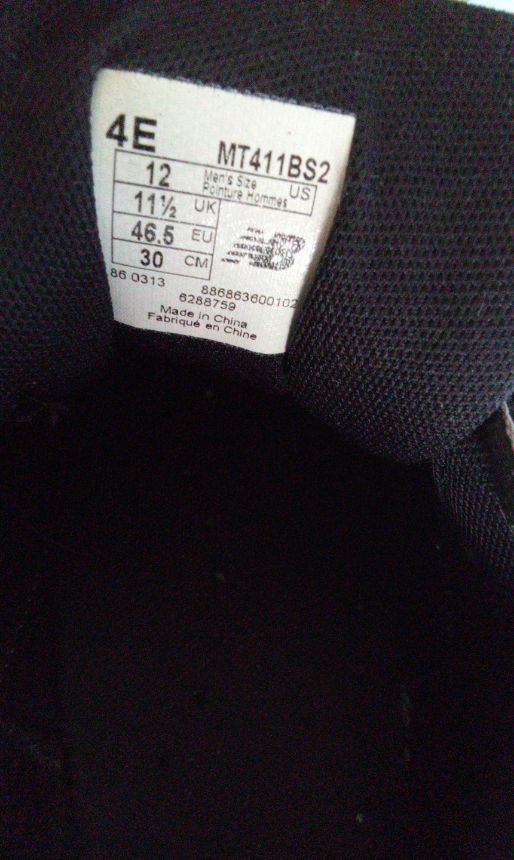 4E
MT411BS2
12 Men's Size US
Pointure Hommes
11½ UK
46.5 EU
30 CM
86 0313
886863600102
6288759
Made in China
Fabriqué en Chine